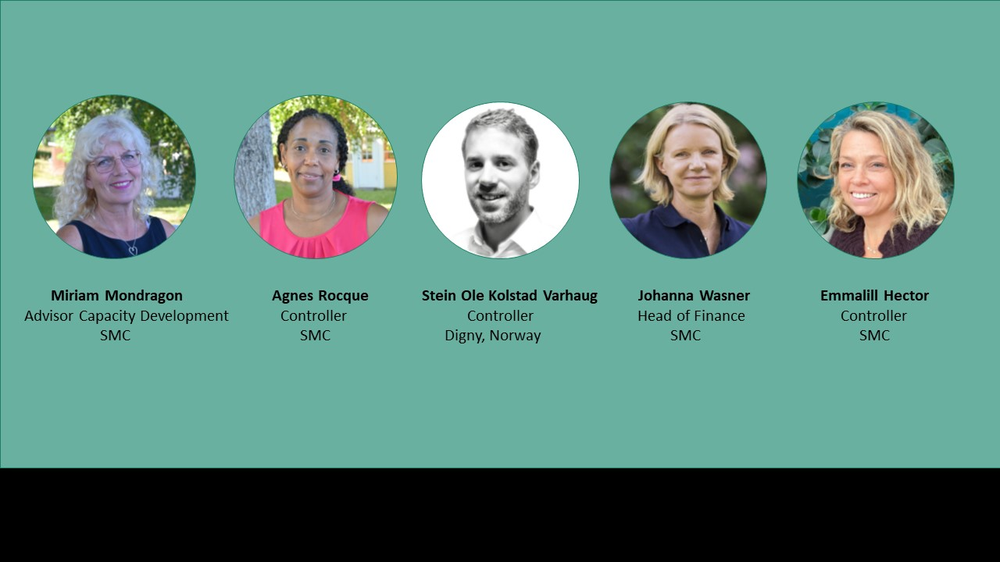 Miriam Mondragon
Advisor Capacity Development
SMC
Agnes Rocque
Controller
SMC
Stein Ole Kolstad Varhaug
Controller
Digny, Norway
Johanna Wasner
Head of Finance
SMC
Emmalill Hector
Controller
SMC